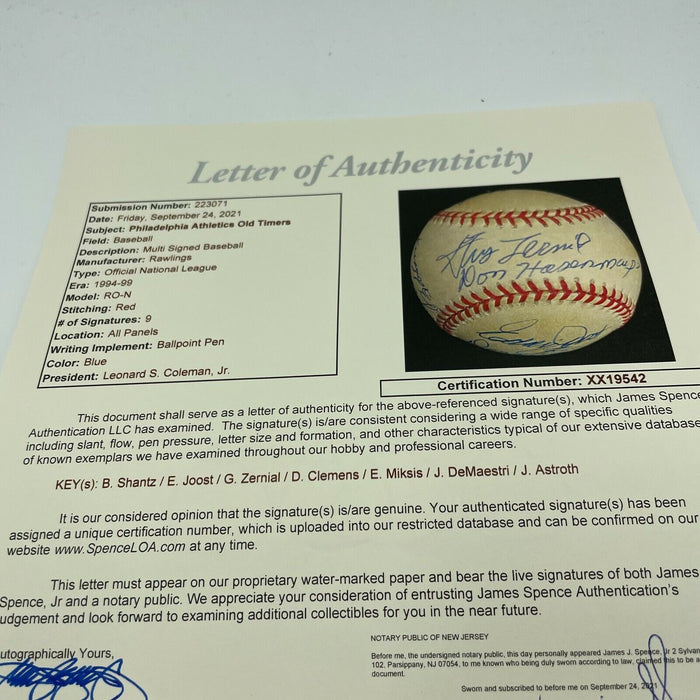 Letter of Authenticity
Submission Number: 223071
Date: Friday, September 24, 2021
Subject: Philadelphia Athletics Old Timers
Field: Baseball
Description: Multi Signed Baseball
Manufacturer: Rawlings
Type: Official National League
Era: 1994-99
Model: RO-N
Stitching: Red
# of Signatures: 9
Location: All Panels
Writing Implement: Ballpoint Pen
Color: Blue
President: Leonard S. Coleman, Jr.
Gus Zernial
Certification Number: XX19542
This document shall serve as a letter of authenticity for the above-referenced signature(s), which James Spence
Authentication LLC has examined. The signature(s) is/are consistent considering a wide range of specific qualities
including slant, flow, pen pressure, letter size and formation, and other characteristics typical of our extensive database
of known exemplars we have examined throughout our hobby and professional careers.
KEY(s): B. Shantz / E. Joost / G. Zernial / D. Clemens / E. Miksis / J. DeMaestri / J. Astroth
It is our considered opinion that the signature(s) is/are genuine. Your authenticated signature(s) has been
assigned a unique certification number, which is uploaded into our restricted database and can be confirmed on our
website www.SpenceLOA.com at any time.
This letter must appear on our proprietary water-marked paper and bear the live signatures of both James
Spence, Jr and a notary public. We appreciate your consideration of entrusting James Spence Authentication's
udgement and look forward to examining additional collectibles for you in the near future.
utographically Yours,
NOTARY PUBLIC OF NEW JERSEY
Before me, the undersigned notary public, this day personally appeared James J. Spence, Jr 2 Sylvan
102, Parsippany, NJ 07054, to me known who being duly sworn according to law, claimed this to be a
document.
Sworn and subscribed to before me on September 24, 2021